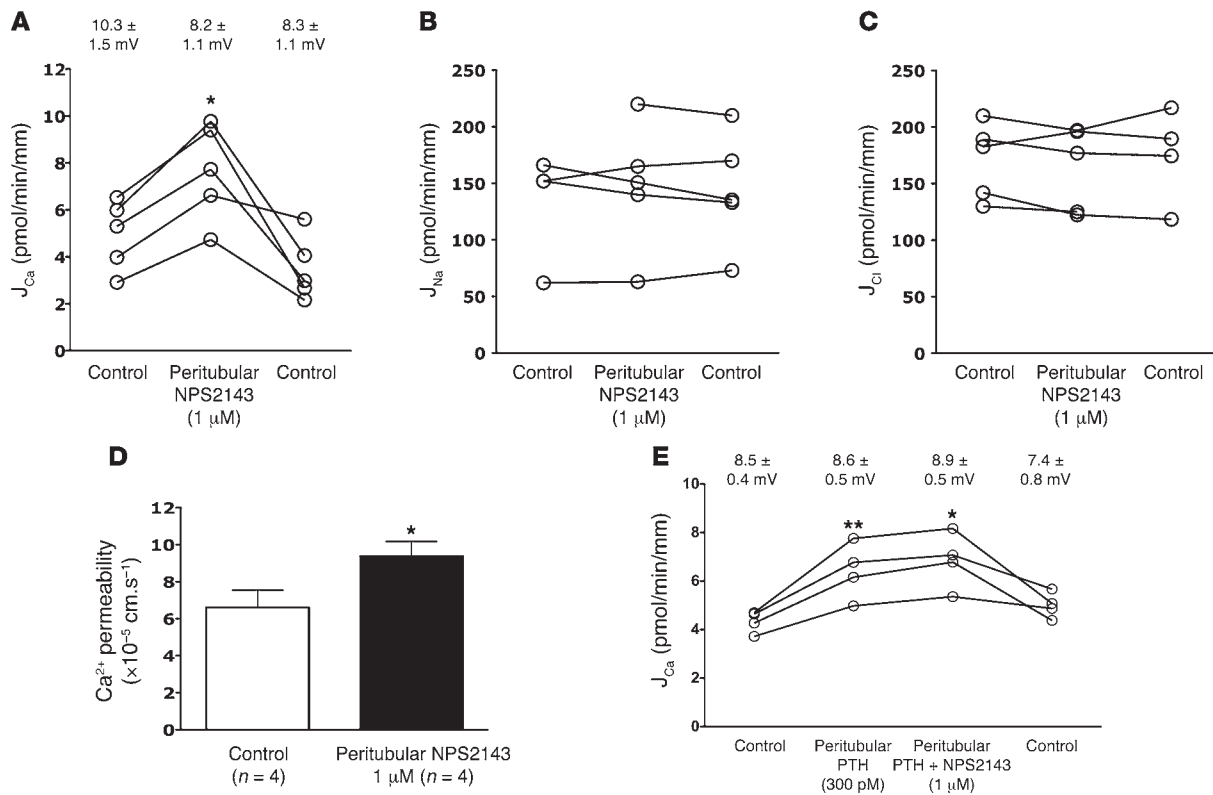 A
10.3 ± 8.2 ± 8.3 ±
1.5 mV 1.1 mV 1.1 mV
12
10
8
6
4
2
0
*
J_Ca (pmol/min/mm)
Control Peritubular Control
NPS2143
(1 μM)
B
250
200
150
100
50
0
J_Na (pmol/min/mm)
Control Peritubular Control
NPS2143
(1 μM)
C
250
200
150
100
50
0
J_Cl (pmol/min/mm)
Control Peritubular Control
NPS2143
(1 μM)
D
12
10
8
6
4
2
0
*
Ca²⁺ permeability
(×10⁻⁵ cm.s⁻¹)
Control Peritubular NPS2143
(n = 4) 1 μM (n = 4)
E
8.5 ± 8.6 ± 8.9 ± 7.4 ±
0.4 mV 0.5 mV 0.5 mV 0.8 mV
10
8
6
4
2
0
** *
J_Ca (pmol/min/mm)
Control Peritubular Peritubular Control
PTH PTH + NPS2143
(300 pM) (1 μM)